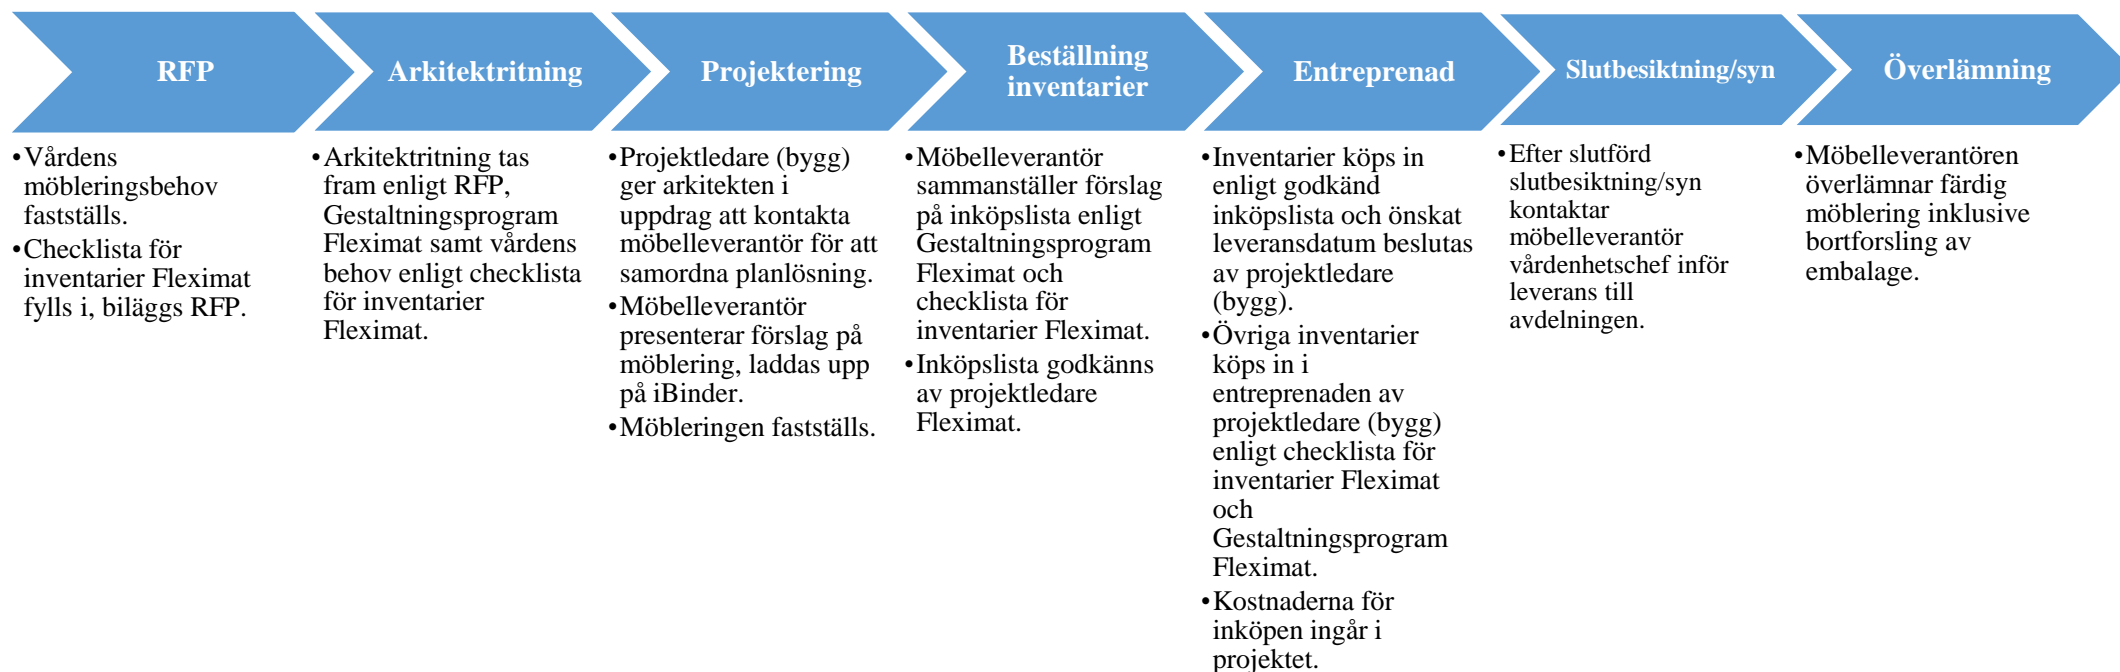 RFP
Arkitektritning
Projektering
Beställning
inventarier
Entreprenad
Slutbesiktning/syn
Överlämning
•Vårdens
möbleringsbehov
fastställs.
•Checklista för
inventarier Fleximat
fylls i, biläggs RFP.
•Arkitektritning tas
fram enligt RFP,
Gestaltningsprogram
Fleximat samt vårdens
behov enligt checklista
för inventarier
Fleximat.
•Projektledare (bygg)
ger arkitekten i
uppdrag att kontakta
möbelleverantör för att
samordna planlösning.
•Möbelleverantör
presenterar förslag på
möblering, laddas upp
på iBinder.
•Möbleringen fastställs.
•Möbelleverantör
sammanställer förslag
på inköpslista enligt
Gestaltningsprogram
Fleximat och
checklista för
inventarier Fleximat.
•Inköpslista godkänns
av projektledare
Fleximat.
•Inventarier köps in
enligt godkänd
inköpslista och önskat
leveransdatum beslutas
av projektledare
(bygg).
•Övriga inventarier
köps in i
entreprenaden av
projektledare (bygg)
enligt checklista för
inventarier Fleximat
och
Gestaltningsprogram
Fleximat.
•Kostnaderna för
inköpen ingår i
projektet.
•Efter slutförd
slutbesiktning/syn
kontaktar
möbelleverantör
vårdenhetschef inför
leverans till
avdelningen.
•Möbelleverantören
överlämnar färdig
möblering inklusive
bortforsling av
embalage.